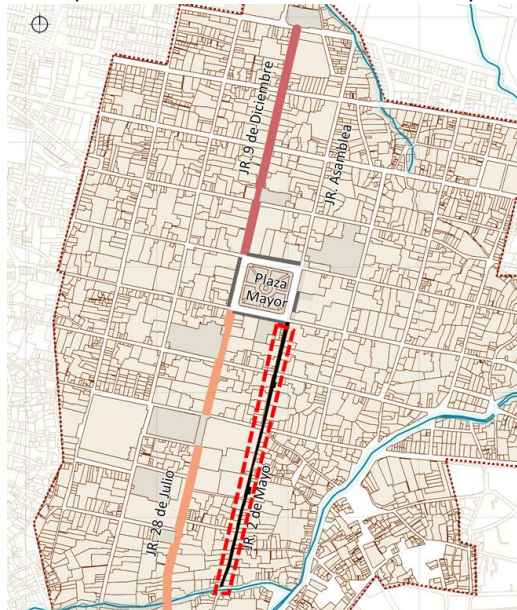 JR. 9 de Diciembre
JR. Asamblea
Plaza
Mayor
JR. 28 de Julio
JR. 2 de Mayo